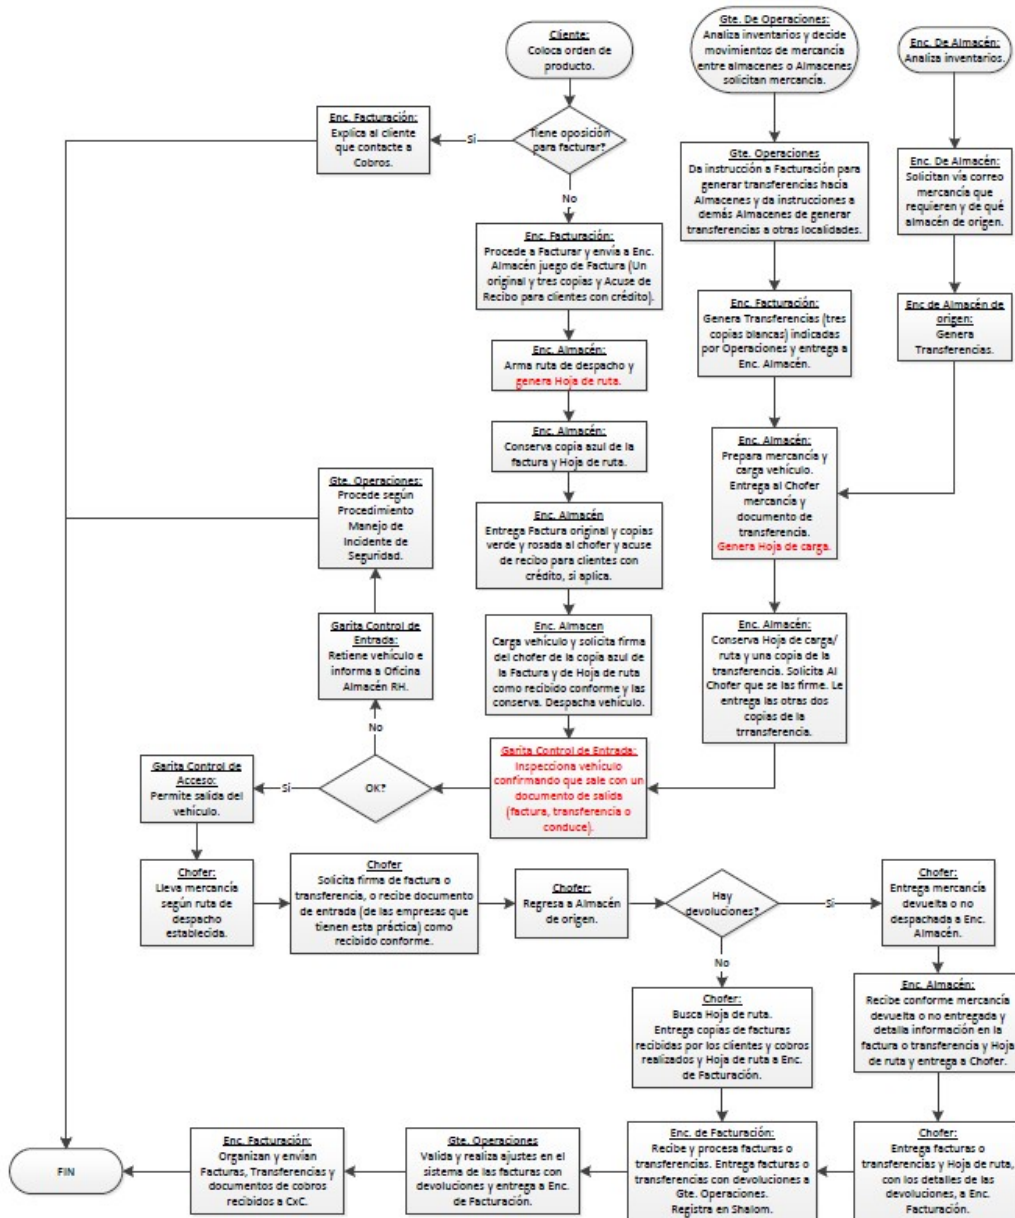 Cliente:
Coloca orden de
producto.
Gte. De Operaciones:
Analiza inventarios y decide
movimientos de mercancía
entre almacenes o Almacenes
solicitan mercancía.
Enc. De Almacén:
Analiza inventarios.
Enc. Facturación:
Explica al cliente
que contacte a
Cobros.
Si
Tiene oposición
para facturar?
No
Gte. Operaciones
Da instrucción a Facturación para
generar transferencias hacia
Almacenes y da instrucciones a
demás Almacenes de generar
transferencias a otras localidades.
Enc. De Almacén:
Solicitan vía correo
mercancía que
requieren y de qué
almacén de origen.
Enc. Facturación:
Procede a Facturar y envía a Enc.
Almacén juego de Factura (Un
original y tres copias y Acuse de
Recibo para clientes con crédito).
Enc. Facturación:
Genera Transferencias (tres
copias blancas) indicadas
por Operaciones y entrega a
Enc. Almacén.
Enc de Almacén de
origen:
Genera
Transferencias.
Enc. Almacén:
Arma ruta de despacho y
genera Hoja de ruta.
Enc. Almacén:
Conserva copia azul de la
factura y Hoja de ruta.
Enc. Almacén:
Prepara mercancía y
carga vehículo.
Entrega al Chofer
mercancía y
documento de
transferencia.
Genera Hoja de carga.
Gte. Operaciones:
Procede según
Procedimiento
Manejo de
Incidente de
Seguridad.
Enc. Almacén
Entrega Factura original y copias
verde y rosada al chofer y acuse
de recibo para clientes con
crédito, si aplica.
Garita Control de
Entrada:
Retiene vehículo e
informa a Oficina
Almacén RH.
Enc. Almacen
Carga vehículo y solicita firma
del chofer de la copia azul de
la Factura y de Hoja de ruta
como recibido conforme y las
conserva. Despacha vehículo.
Enc. Almacén:
Conserva Hoja de carga/
ruta y una copia de la
transferencia. Solicita Al
Chofer que se las firme. Le
entrega las otras dos
copias de la
trransferencia.
No
Garita Control de
Acceso:
Permite salida del
vehículo.
Sí
OK?
Garita Control de Entrada:
Inspecciona vehículo
confirmando que sale con un
documento de salida
(factura, transferencia o
conduce).
Chofer:
Lleva mercancía
según ruta de
despacho
establecida.
Chofer
Solicita firma de factura o
transferencia, o recibe documento
de entrada (de las empresas que
tienen esta práctica) como
recibido conforme.
Chofer:
Regresa a Almacén
de origen.
Hay
devoluciones?
Si
Chofer:
Entrega mercancía
devuelta o no
despachada a Enc.
Almacén.
No
Chofer:
Busca Hoja de ruta.
Entrega copias de facturas
recibidas por los clientes y cobros
realizados y Hoja de ruta a Enc.
de Facturación.
Enc. Almacén:
Recibe conforme mercancía
devuelta o no entregada y
detalla información en la
factura o transferencia y Hoja
de ruta y entrega a Chofer.
FIN
Enc. Facturación:
Organizan y envían
Facturas, Transferencias y
documentos de cobros
recibidos a CxC.
Gte. Operaciones
Valida y realiza ajustes en el
sistema de las facturas con
devoluciones y entrega a Enc.
de Facturación.
Enc. de Facturación:
Recibe y procesa facturas o
transferencias. Entrega facturas o
transferencias con devoluciones a
Gte. Operaciones.
Registra en Shalom.
Chofer:
Entrega facturas o
transferencias y Hoja de ruta,
con los detalles de las
devoluciones, a Enc.
Facturación.